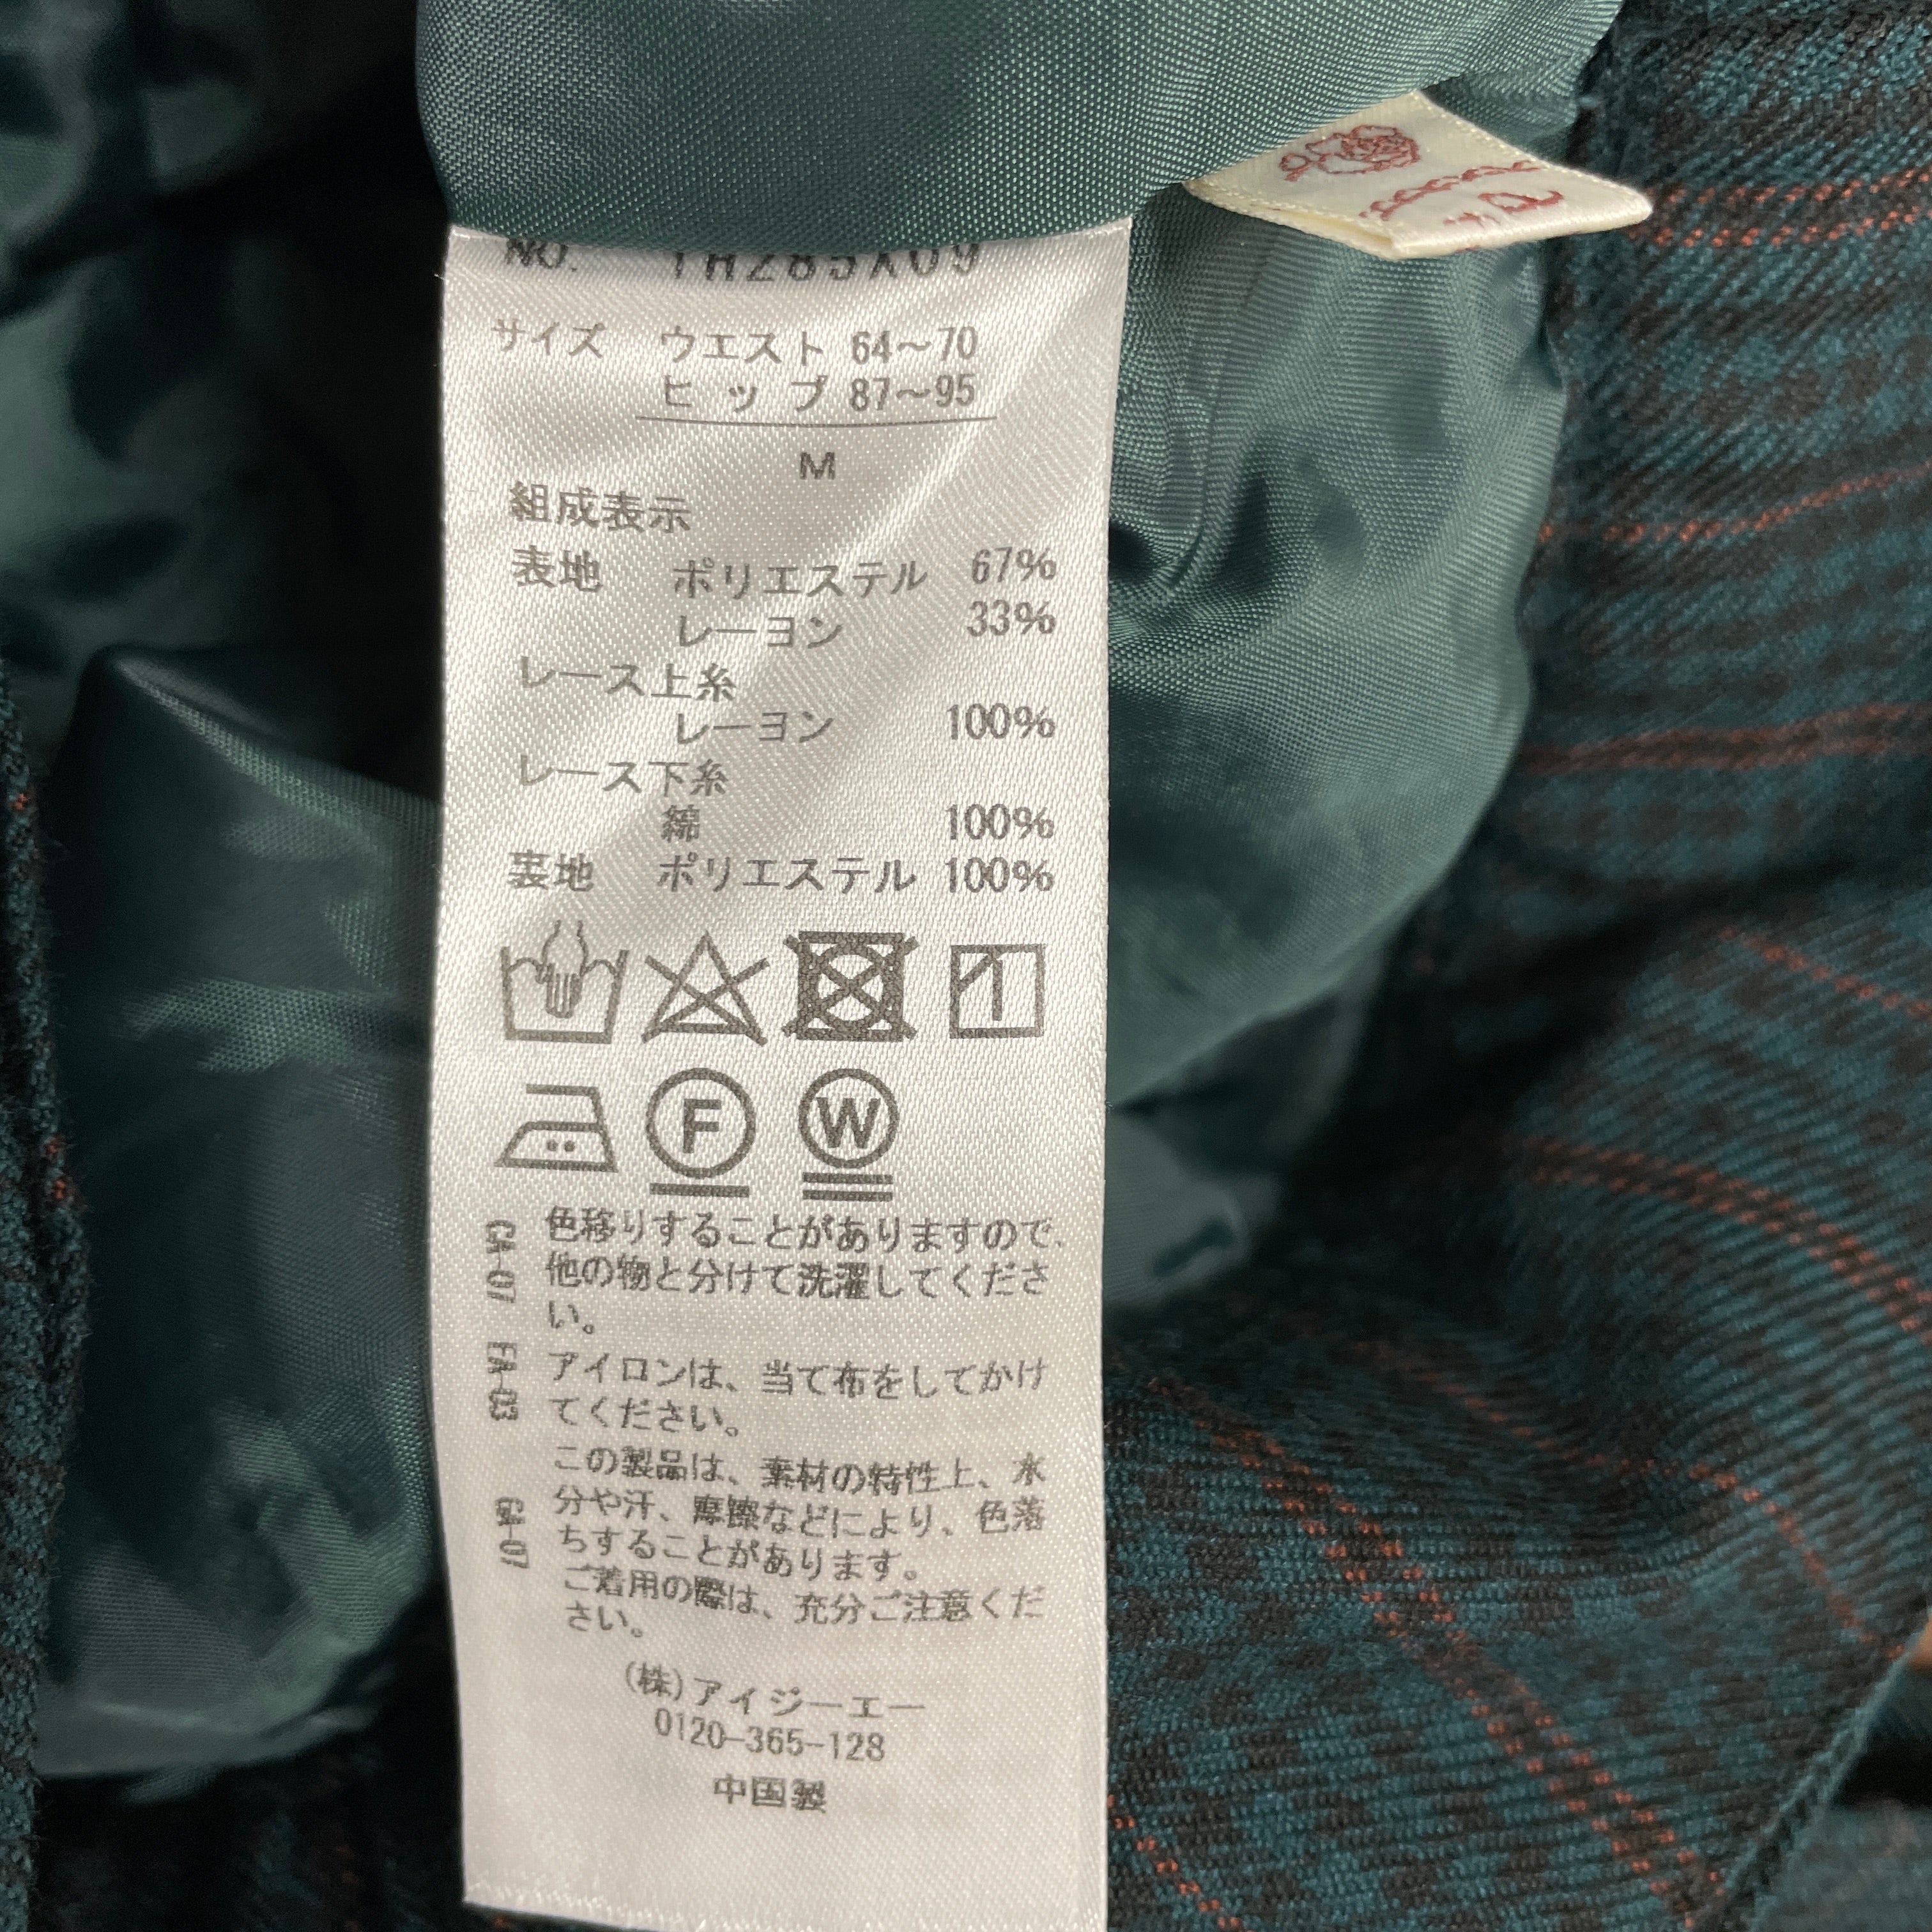 NO. TH285X09
サイズ ウエスト 64～70
ヒップ 87～95
M
組成表示
表地 ポリエステル 67%
レーヨン 33%
レース上糸
レーヨン 100%
レース下糸
綿 100%
裏地 ポリエステル 100%
F W
CA-07 色移りすることがありますので、
他の物と分けて洗濯してくださ
い。
FA-03 アイロンは、当て布をしてかけ
てください。
この製品は、素材の特性上、水
GA-07 分や汗、摩擦などにより、色落
ちすることがあります。
ご着用の際は、充分ご注意くだ
さい。
(株)アイジーエー
0120-365-128
中国製